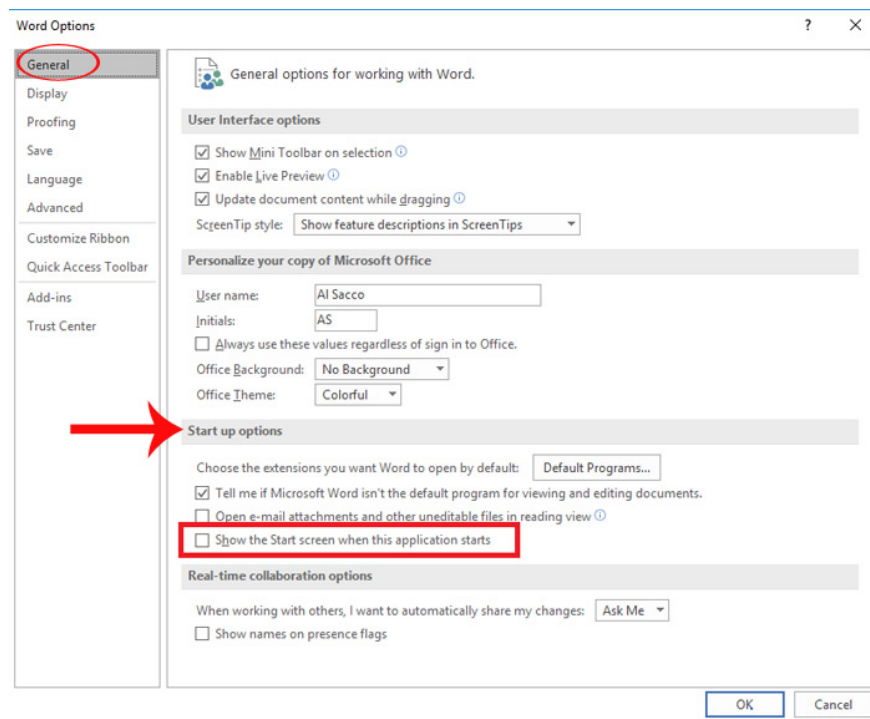 Word Options ?
General
Display
Proofing
Save
Language
Advanced
Customize Ribbon
Quick Access Toolbar
Add-ins
Trust Center
General options for working with Word.
User Interface options
Show Mini Toolbar on selection
Enable Live Preview
Update document content while dragging
ScreenTip style: Show feature descriptions in ScreenTips
Personalize your copy of Microsoft Office
User name: Al Sacco
Initials: AS
Always use these values regardless of sign in to Office.
Office Background: No Background
Office Theme: Colorful
Start up options
Choose the extensions you want Word to open by default: Default Programs...
Tell me if Microsoft Word isn't the default program for viewing and editing documents.
Open e-mail attachments and other uneditable files in reading view
Show the Start screen when this application starts
Real-time collaboration options
When working with others, I want to automatically share my changes: Ask Me
Show names on presence flags
OK Cancel